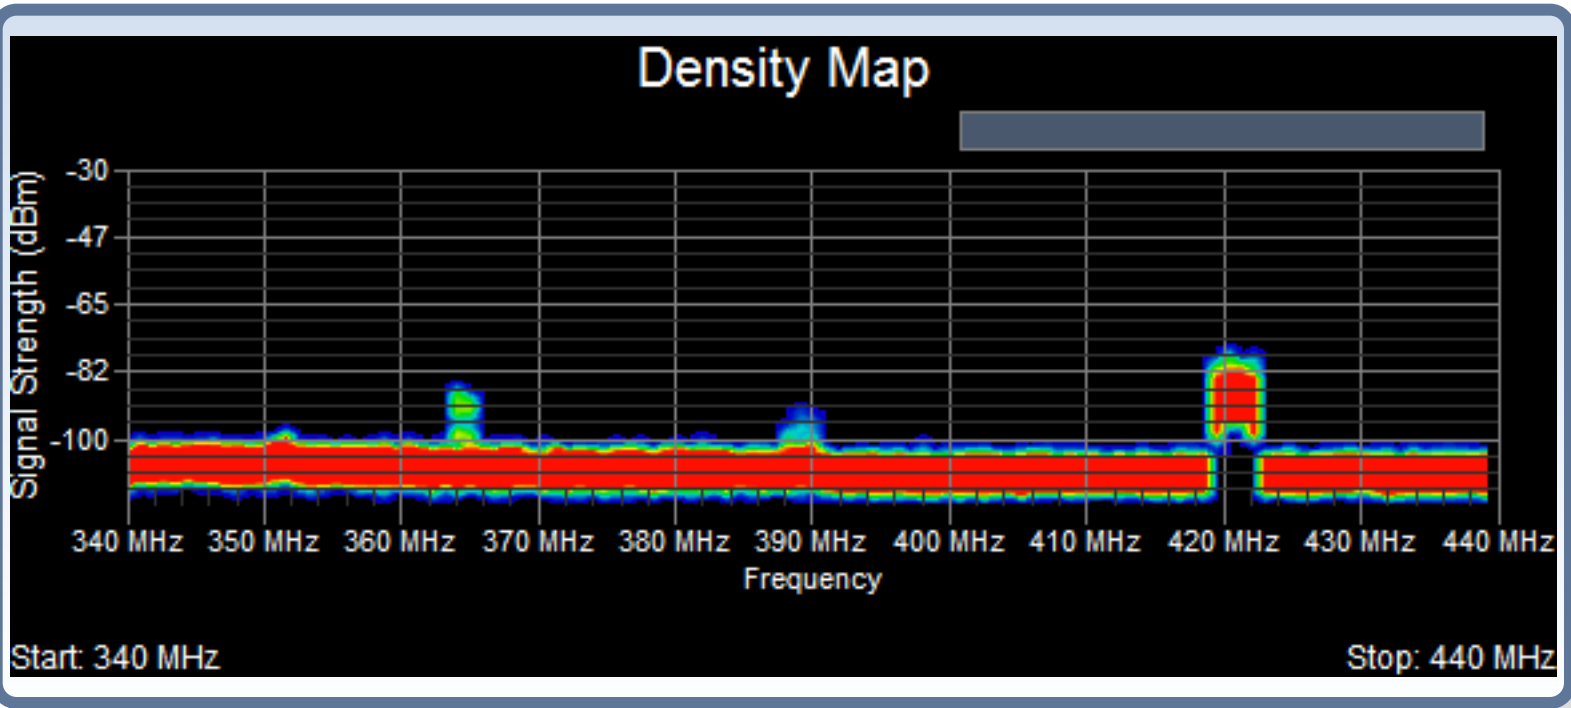 Density Map
Signal Strength (dBm)
-30
-47
-65
-82
-100
340 MHz 350 MHz 360 MHz 370 MHz 380 MHz 390 MHz 400 MHz 410 MHz 420 MHz 430 MHz 440 MHz
Frequency
Start: 340 MHz Stop: 440 MHz